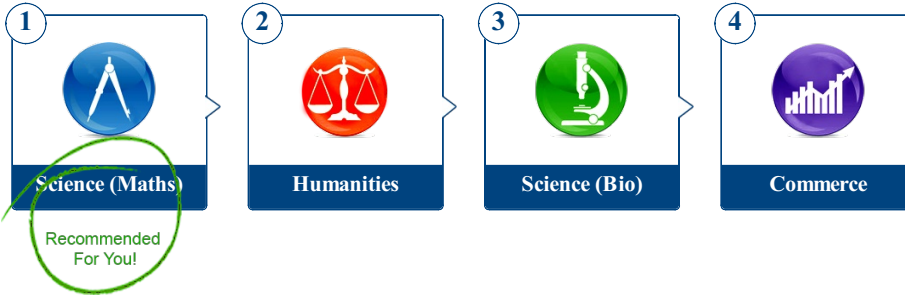 1
2
3
4
Science (Maths)
Humanities
Science (Bio)
Commerce
Recommended
For You!